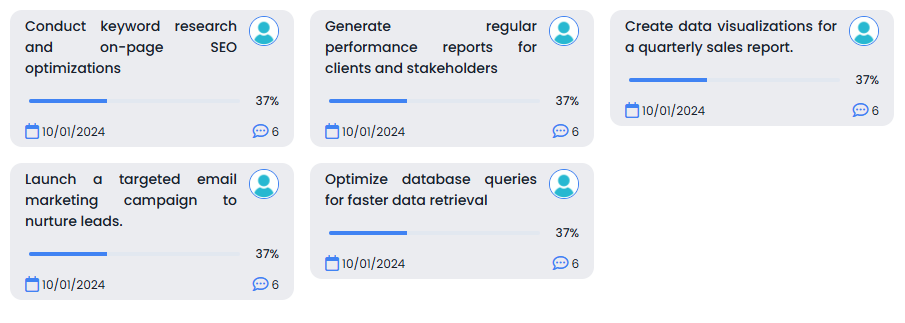 Conduct keyword research
and on-page SEO
optimizations
37%
10/01/2024
6
Generate regular
performance reports for
clients and stakeholders
37%
10/01/2024
6
Create data visualizations for
a quarterly sales report.
37%
10/01/2024
6
Launch a targeted email
marketing campaign to
nurture leads.
37%
10/01/2024
6
Optimize database queries
for faster data retrieval
37%
10/01/2024
6